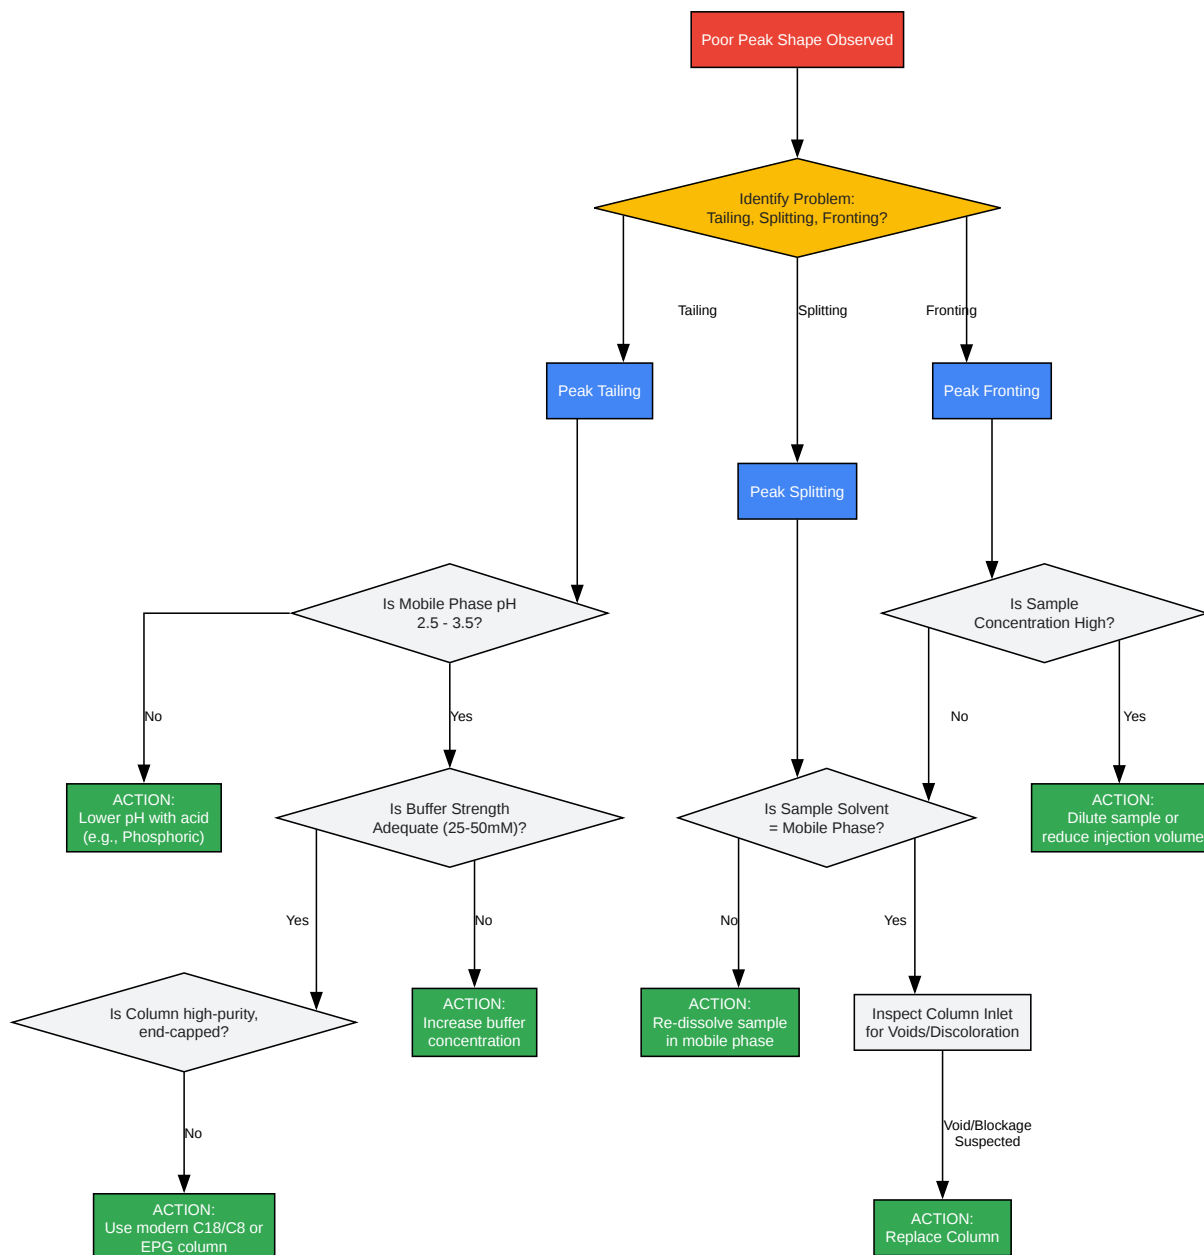 Poor Peak Shape Observed
Identify Problem:
Tailing, Splitting, Fronting?
Tailing
Splitting
Fronting
Peak Tailing
Peak Fronting
Peak Splitting
Is Mobile Phase pH
2.5 - 3.5?
Is Sample
Concentration High?
No
Yes
No
Yes
ACTION:
Lower pH with acid
(e.g., Phosphoric)
Is Buffer Strength
Adequate (25-50mM)?
Is Sample Solvent
= Mobile Phase?
ACTION:
Dilute sample or
reduce injection volume
Yes
No
No
Yes
Is Column high-purity,
end-capped?
ACTION:
Increase buffer
concentration
ACTION:
Re-dissolve sample
in mobile phase
Inspect Column Inlet
for Voids/Discoloration
No
Void/Blockage
Suspected
ACTION:
Use modern C18/C8 or
EPG column
ACTION:
Replace Column